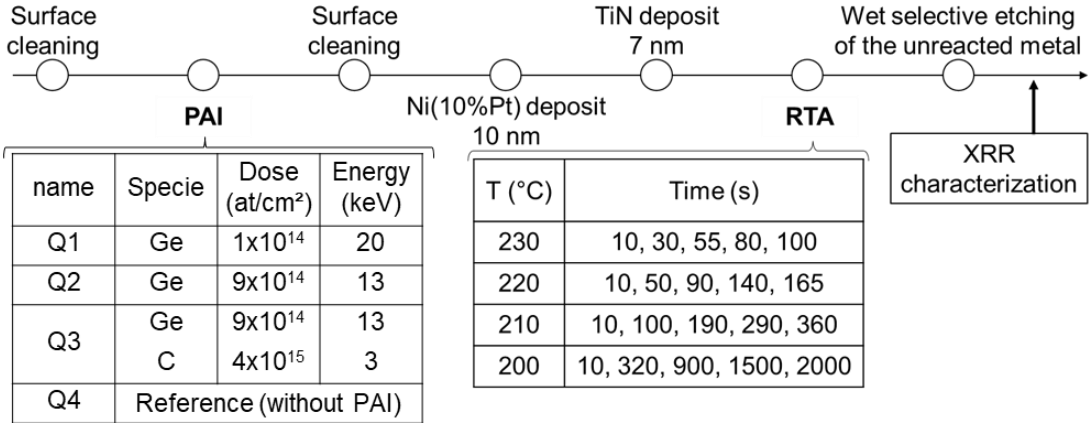 Surface
cleaning
Surface
cleaning
TiN deposit
7 nm
Wet selective etching
of the unreacted metal
PAI
Ni(10%Pt) deposit
10 nm
RTA
XRR
characterization
name Specie Dose (at/cm²) Energy (keV)
Q1 Ge 1x10¹⁴ 20
Q2 Ge 9x10¹⁴ 13
Q3 Ge 9x10¹⁴ 13
C 4x10¹⁵ 3
Q4 Reference (without PAI)
T (°C) Time (s)
230 10, 30, 55, 80, 100
220 10, 50, 90, 140, 165
210 10, 100, 190, 290, 360
200 10, 320, 900, 1500, 2000